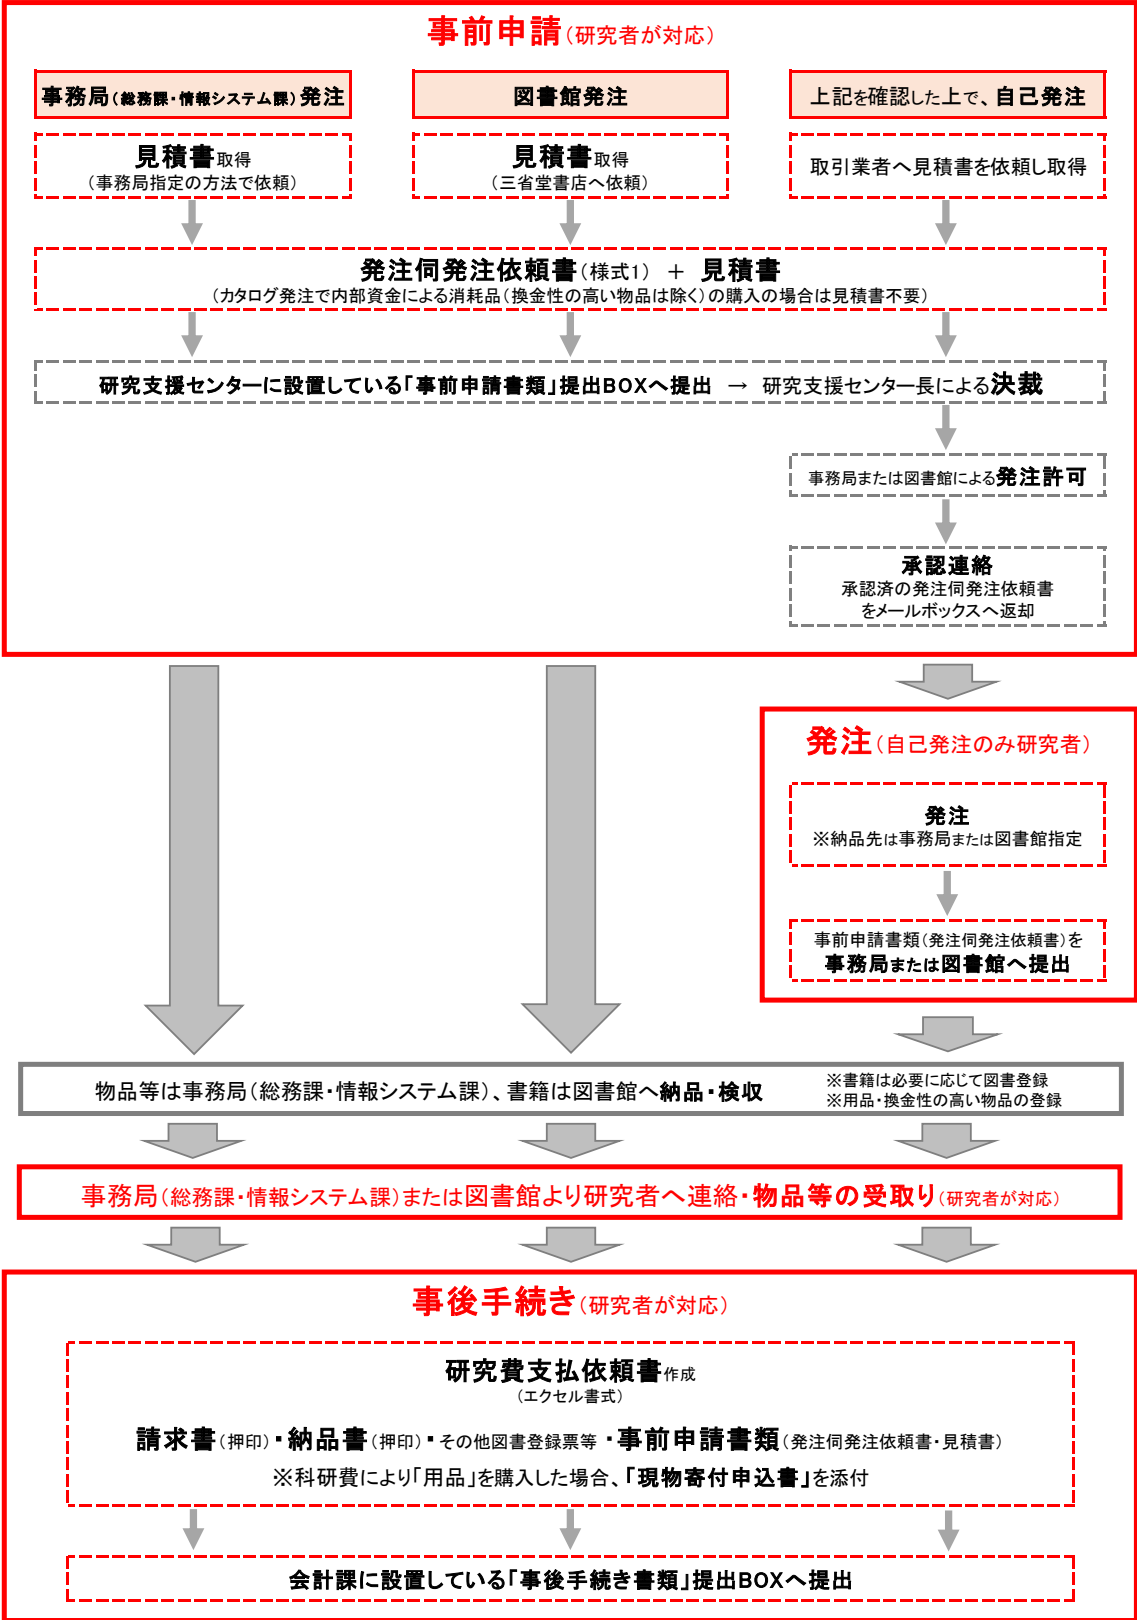 事前申請（研究者が対応）
事務局（総務課・情報システム課）発注
図書館発注
上記を確認した上で、自己発注
見積書取得
（事務局指定の方法で依頼）
見積書取得
（三省堂書店へ依頼）
取引業者へ見積書を依頼し取得
発注伺発注依頼書（様式1） ＋ 見積書
（カタログ発注で内部資金による消耗品（換金性の高い物品は除く）の購入の場合は見積書不要）
研究支援センターに設置している「事前申請書類」提出BOXへ提出 → 研究支援センター長による決裁
事務局または図書館による発注許可
承認連絡
承認済の発注伺発注依頼書
をメールボックスへ返却
発注（自己発注のみ研究者）
発注
※納品先は事務局または図書館指定
事前申請書類（発注伺発注依頼書）を
事務局または図書館へ提出
物品等は事務局（総務課・情報システム課）、書籍は図書館へ納品・検収
※書籍は必要に応じて図書登録
※用品・換金性の高い物品の登録
事務局（総務課・情報システム課）または図書館より研究者へ連絡・物品等の受取り（研究者が対応）
事後手続き（研究者が対応）
研究費支払依頼書作成
（エクセル書式）
請求書（押印）・納品書（押印）・その他図書登録票等 ・事前申請書類（発注伺発注依頼書・見積書）
※科研費により「用品」を購入した場合、「現物寄付申込書」を添付
会計課に設置している「事後手続き書類」提出BOXへ提出